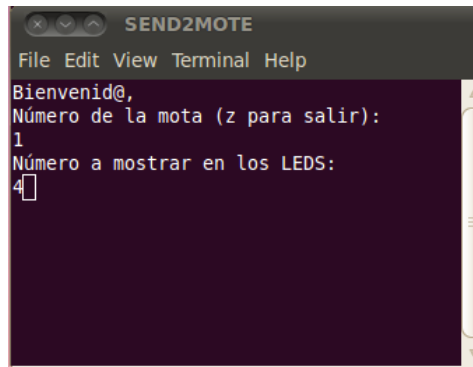 SEND2MOTE
File Edit View Terminal Help
Bienvenid@,
Número de la mota (z para salir):
1
Número a mostrar en los LEDS:
4